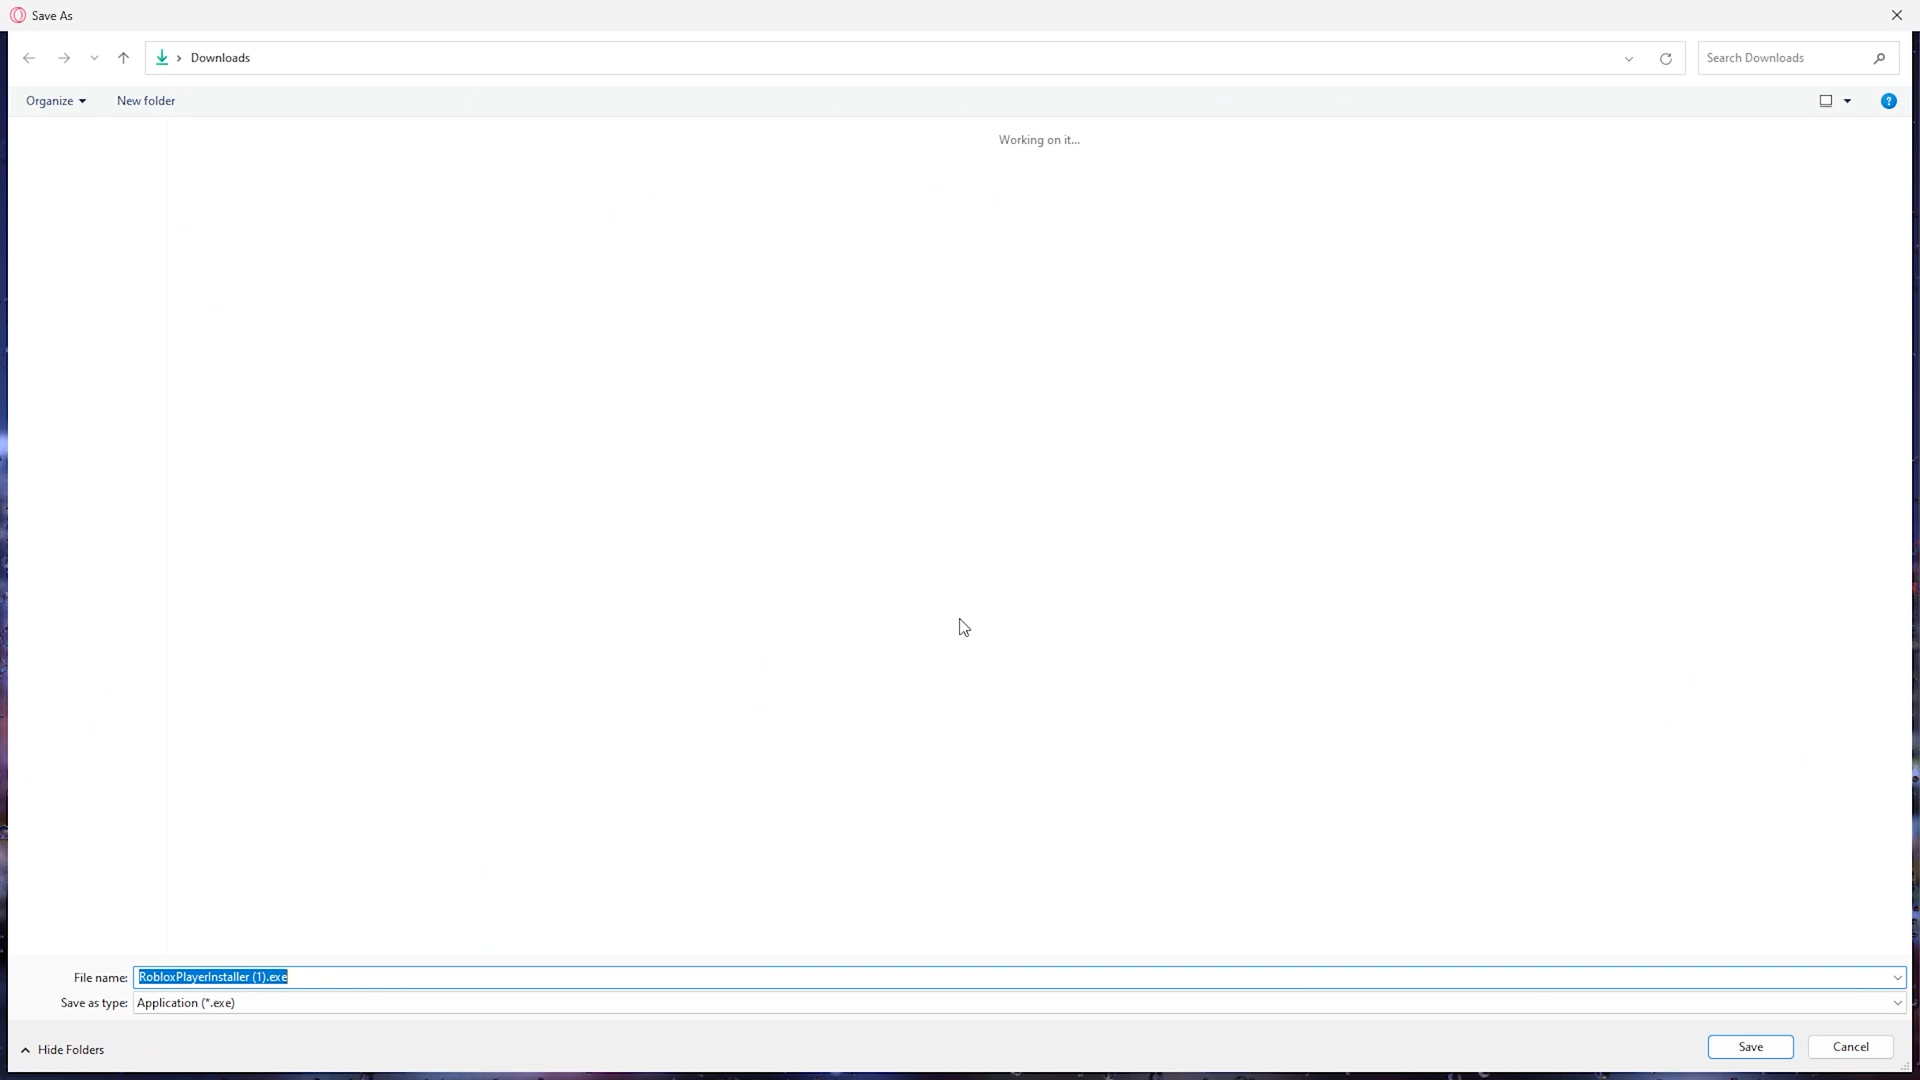 Save As
Downloads
Search Downloads
Organize
New folder
?
Working on it...
File name: RobloxPlayerInstaller (1).exe
Save as type: Application (*.exe)
Hide Folders
Save
Cancel